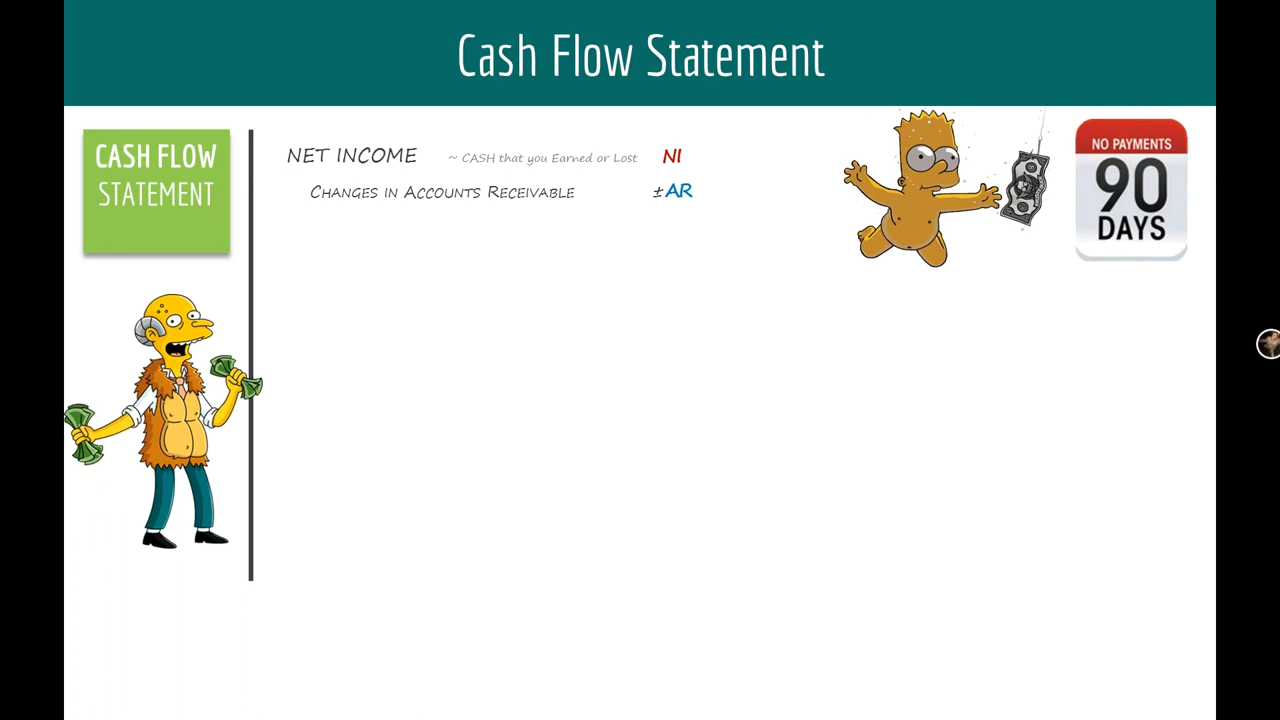 Cash Flow Statement
CASH FLOW
STATEMENT
NET INCOME ~ CASH that you Earned or Lost NI
CHANGES IN ACCOUNTS RECEIVABLE ±AR
NO PAYMENTS
90
DAYS